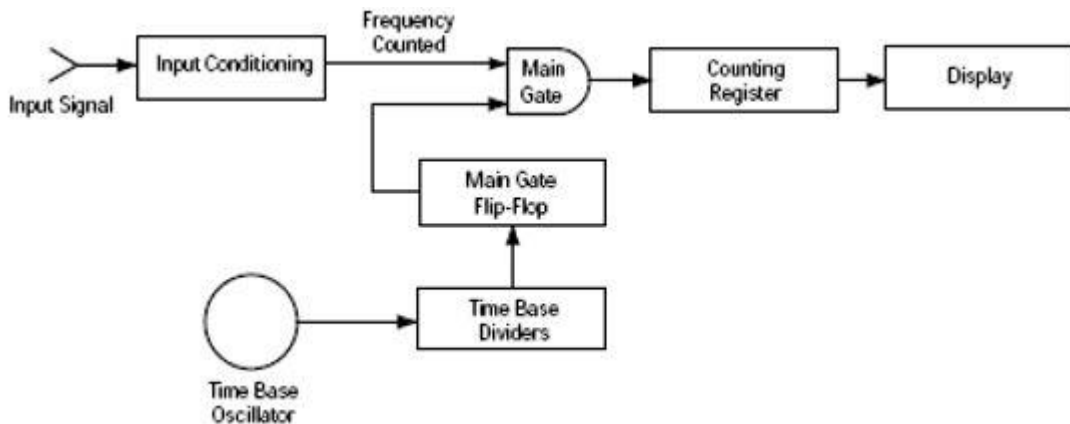 Frequency
Counted
Input Conditioning
Input Signal
Main
Gate
Counting
Register
Display
Main Gate
Flip-Flop
Time Base
Dividers
Time Base
Oscillator